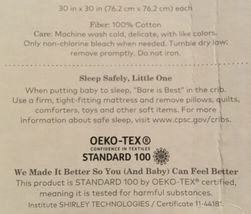 30 in x 30 in (76.2 cm x 76.2 cm) each
Fiber: 100% Cotton
Care: Machine wash cold, delicate, with like colors.
Only non-chlorine bleach when needed. Tumble dry low;
remove promptly. Do not iron.
Sleep Safely, Little One
When putting baby to sleep, "Bare is Best" in the crib.
Use a firm, tight-fitting mattress and remove pillows, quilts,
comforters, toys and other soft items. For more
information about safe sleep, visit www.cpsc.gov/cribs.
OEKO-TEX®
CONFIDENCE IN TEXTILES
STANDARD 100
We Made It Better So You (And Baby) Can Feel Better
This product is STANDARD 100 by OEKO-TEX® certified,
meaning it is tested for harmful substances.
Institute SHIRLEY TECHNOLOGIES / Certificate 11-44181.